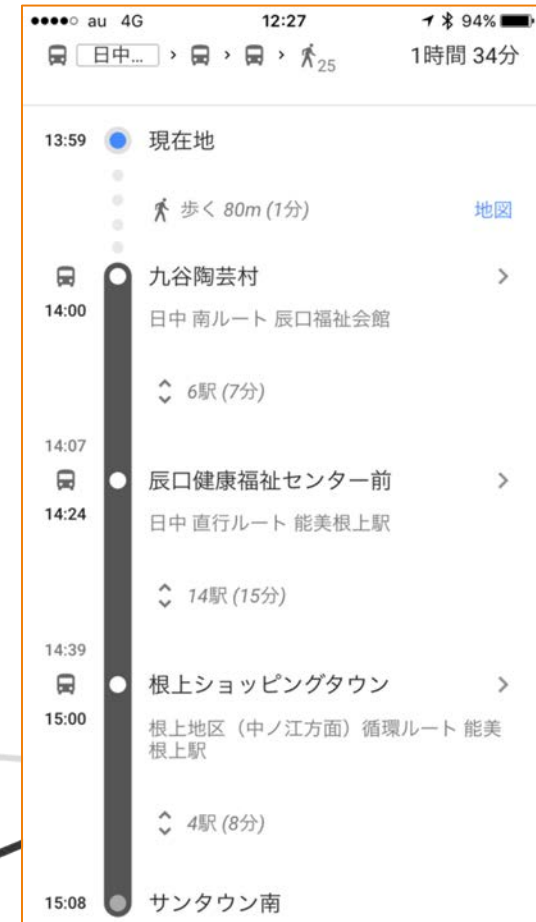 au 4G 12:27 94%
日中... › › › 25 1時間 34分
13:59 現在地
歩く 80m (1分) 地図
九谷陶芸村
14:00 日中 南ルート 辰口福祉会館
6駅 (7分)
14:07
辰口健康福祉センター前
14:24 日中 直行ルート 能美根上駅
14駅 (15分)
14:39
根上ショッピングタウン
15:00 根上地区（中ノ江方面）循環ルート 能美
根上駅
4駅 (8分)
15:08 サンタウン南